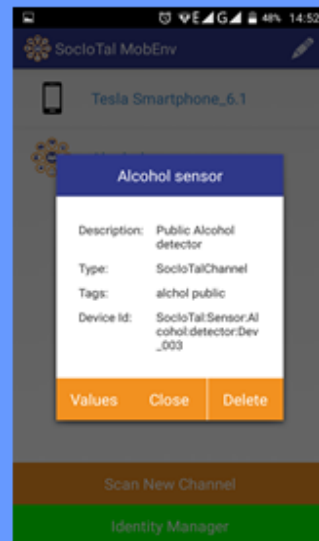 E G 48% 14:52
SocIoTal MobEnv
Tesla Smartphone_6.1
Alcohol sensor
Description: Public Alcohol
detector
Type: SocIoTalChannel
Tags: alchol public
Device Id: SocIoTal:Sensor:Al
cohol:detector:Dev
_003
Values Close Delete
Scan New Channel
Identity Manager